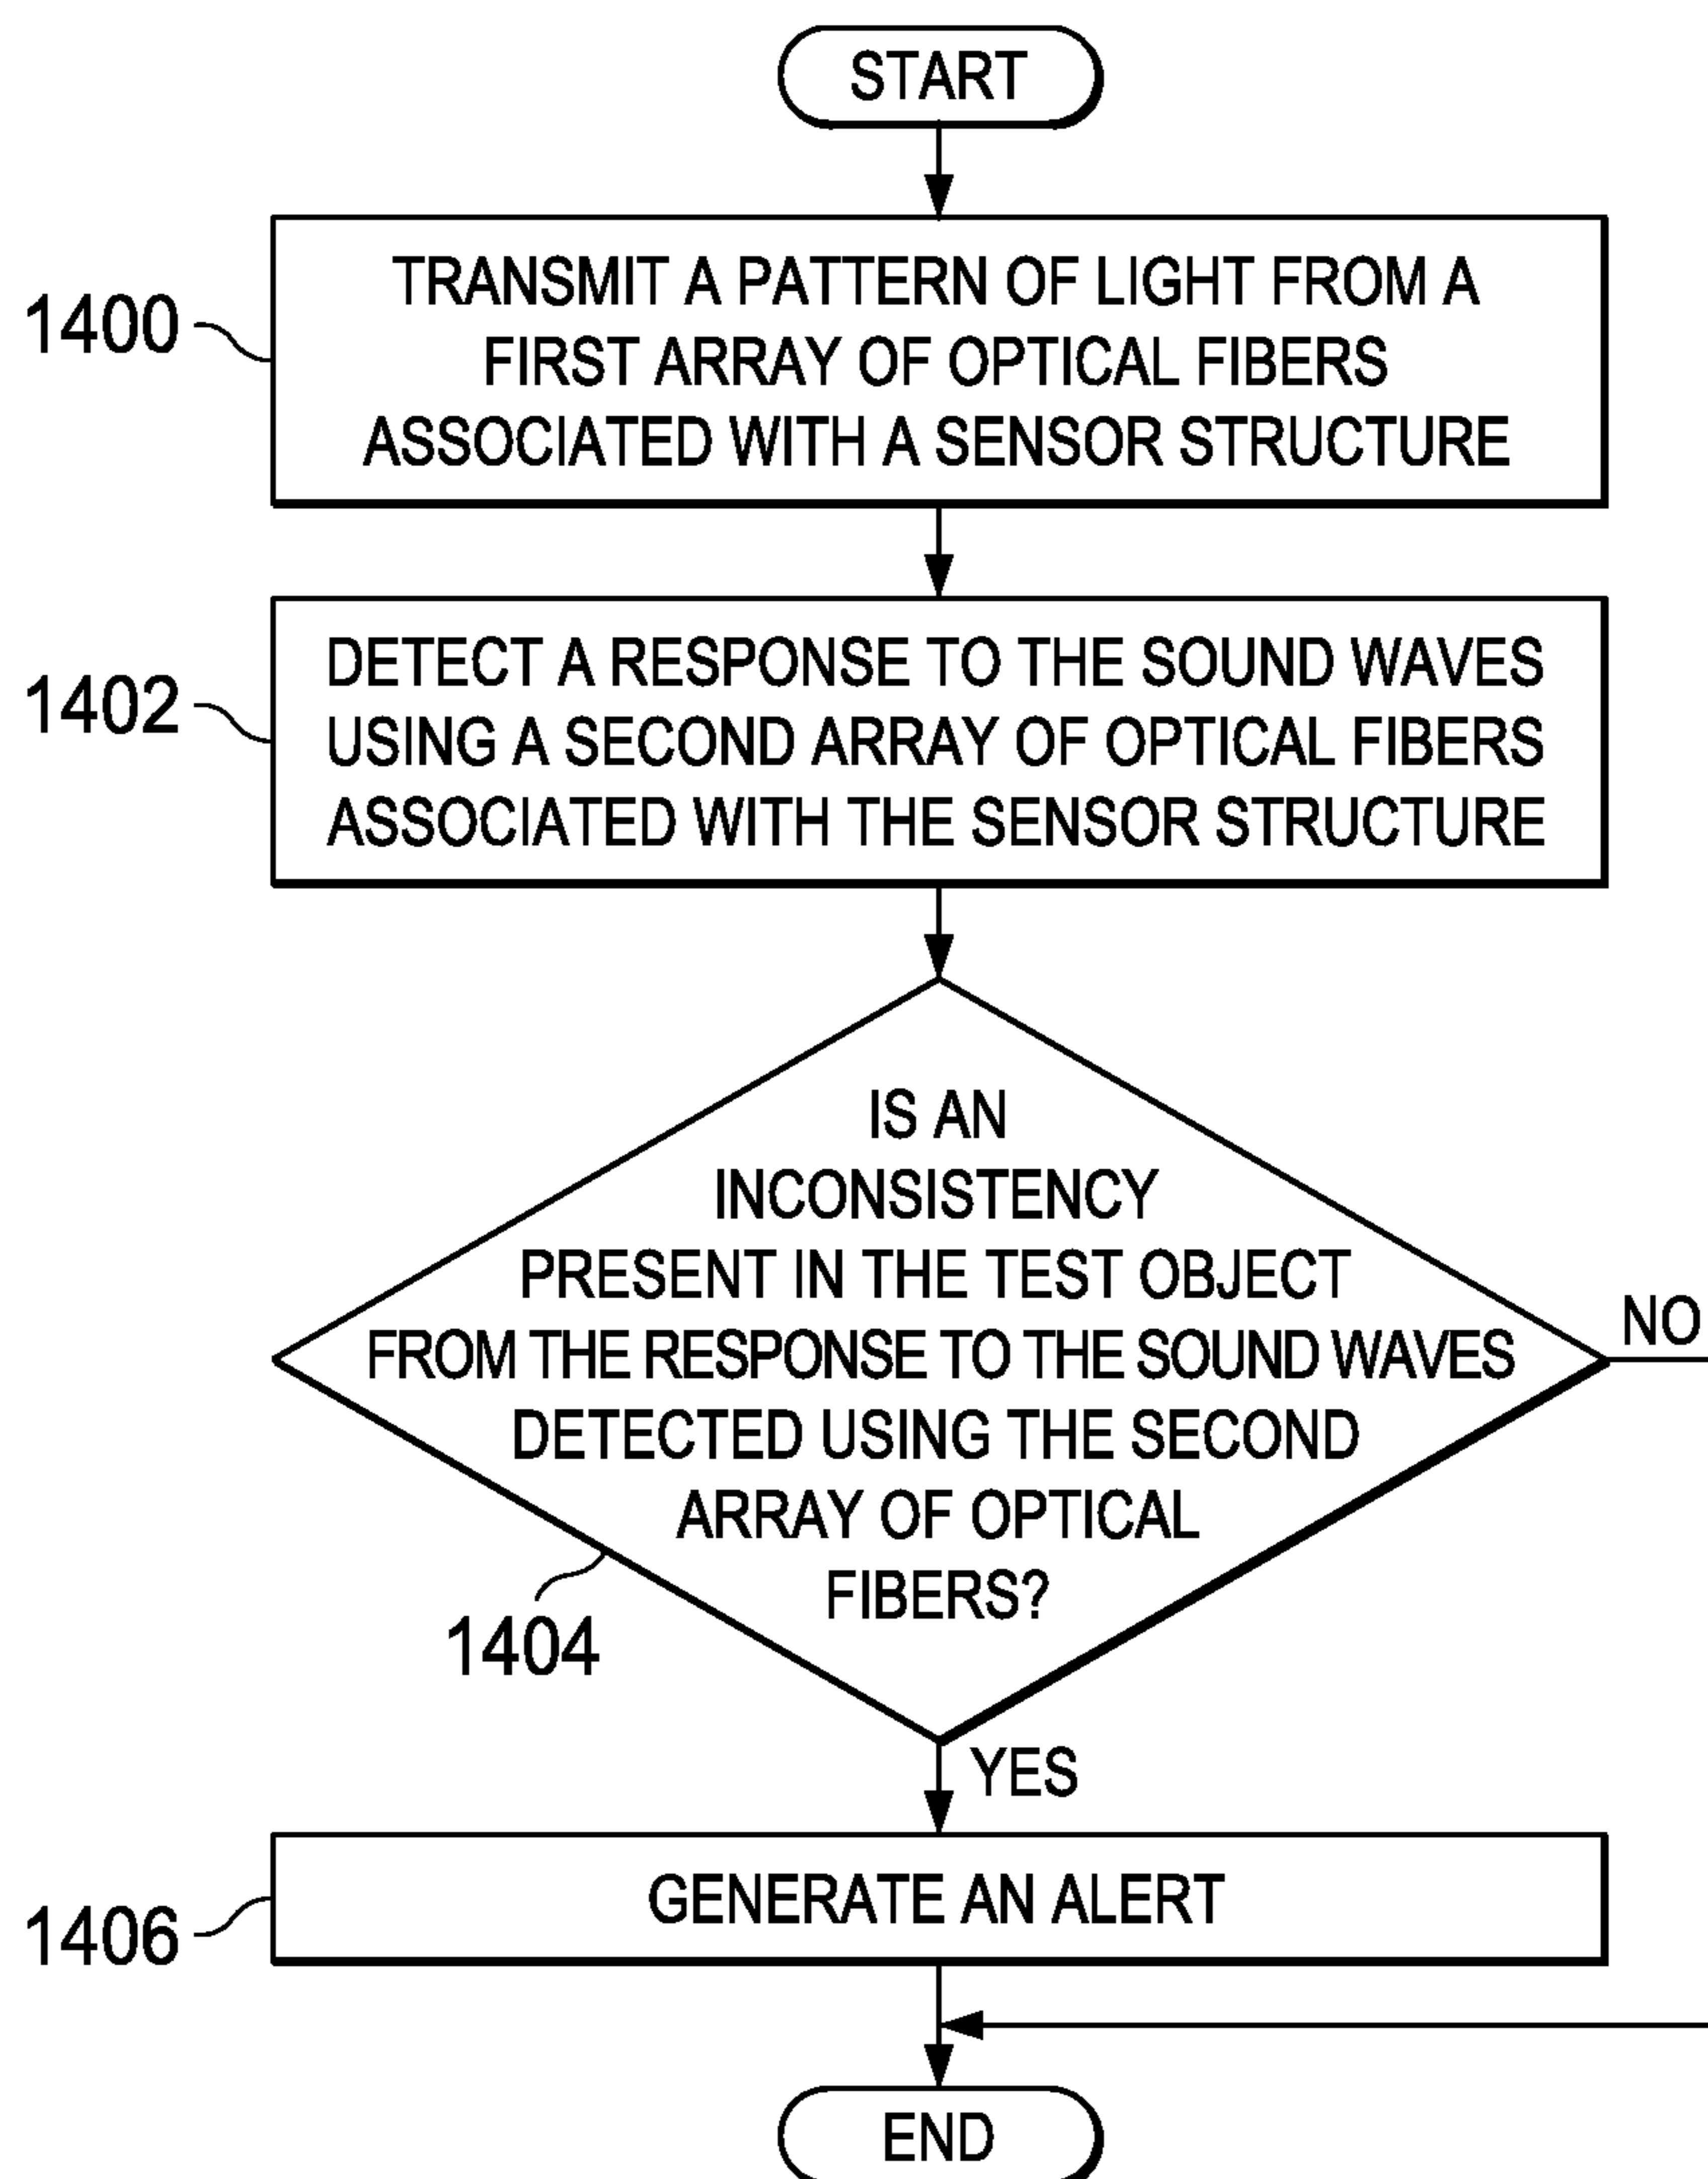 START
1400
TRANSMIT A PATTERN OF LIGHT FROM A
FIRST ARRAY OF OPTICAL FIBERS
ASSOCIATED WITH A SENSOR STRUCTURE
1402
DETECT A RESPONSE TO THE SOUND WAVES
USING A SECOND ARRAY OF OPTICAL FIBERS
ASSOCIATED WITH THE SENSOR STRUCTURE
IS AN
INCONSISTENCY
PRESENT IN THE TEST OBJECT
FROM THE RESPONSE TO THE SOUND WAVES
DETECTED USING THE SECOND
ARRAY OF OPTICAL
FIBERS?
NO
1404
YES
GENERATE AN ALERT
1406
END